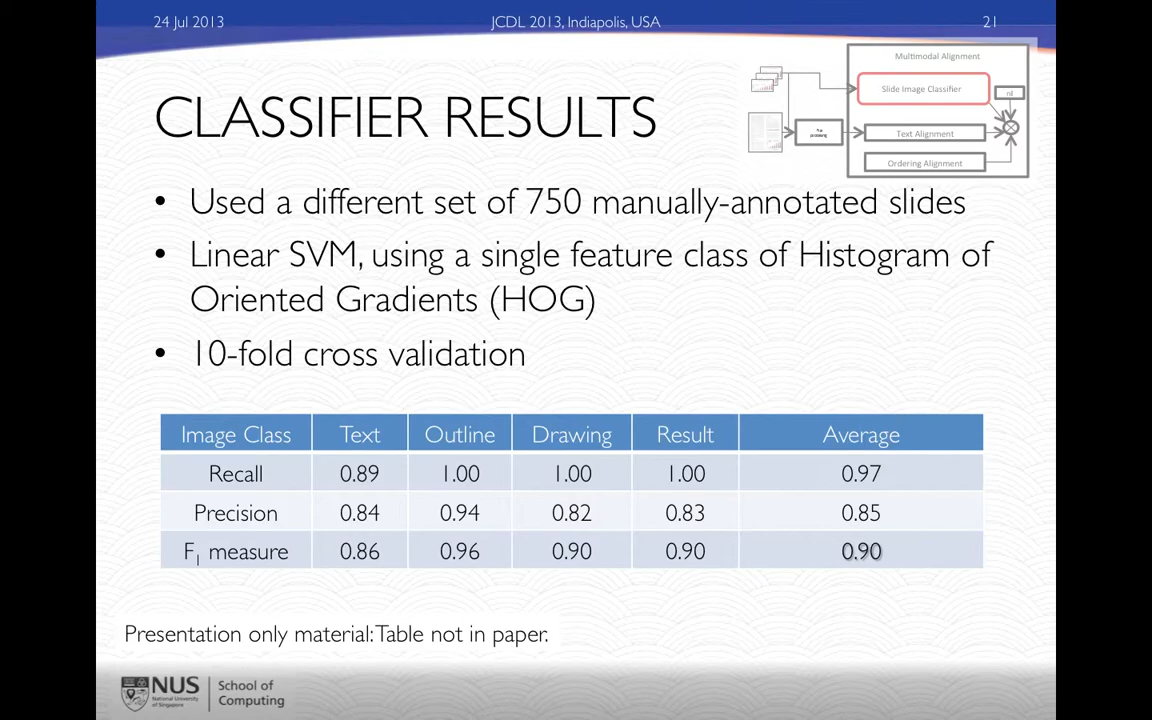 24 Jul 2013 JCDL 2013, Indiapolis, USA 21
Multimodal Alignment
Slide Image Classifier
nil
Text Alignment
Ordering Alignment
CLASSIFIER RESULTS
• Used a different set of 750 manually-annotated slides
• Linear SVM, using a single feature class of Histogram of
Oriented Gradients (HOG)
• 10-fold cross validation
Image Class Text Outline Drawing Result Average
Recall 0.89 1.00 1.00 1.00 0.97
Precision 0.84 0.94 0.82 0.83 0.85
F1 measure 0.86 0.96 0.90 0.90 0.90
Presentation only material: Table not in paper.
NUS School of
National University Computing
of Singapore